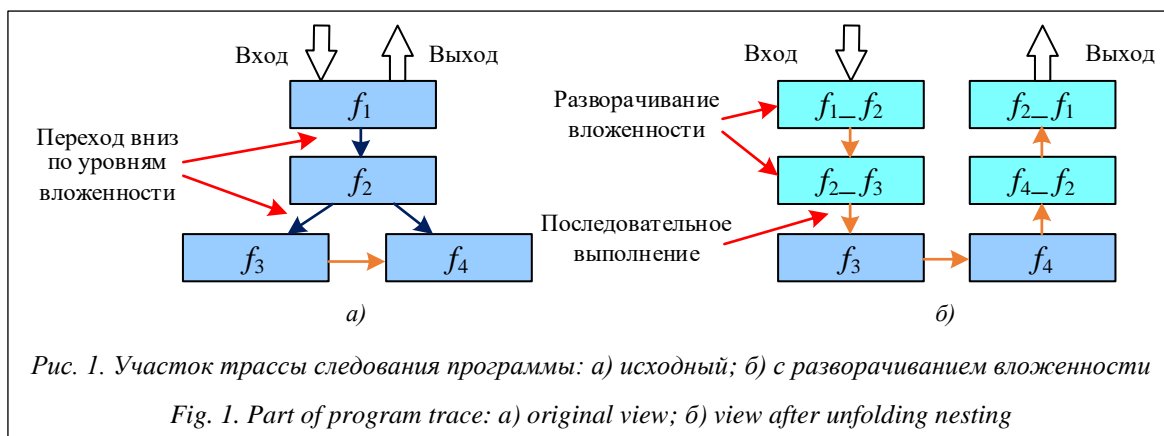 Вход
Выход
f1
Переход вниз
по уровням
вложенности
f2
f3
f4
а)
Вход
Выход
Разворачивание
вложенности
f1_f2
f2_f1
f2_f3
f4_f2
Последовательное
выполнение
f3
f4
б)
Рис. 1. Участок трассы следования программы: а) исходный; б) с разворачиванием вложенности
Fig. 1. Part of program trace: a) original view; б) view after unfolding nesting